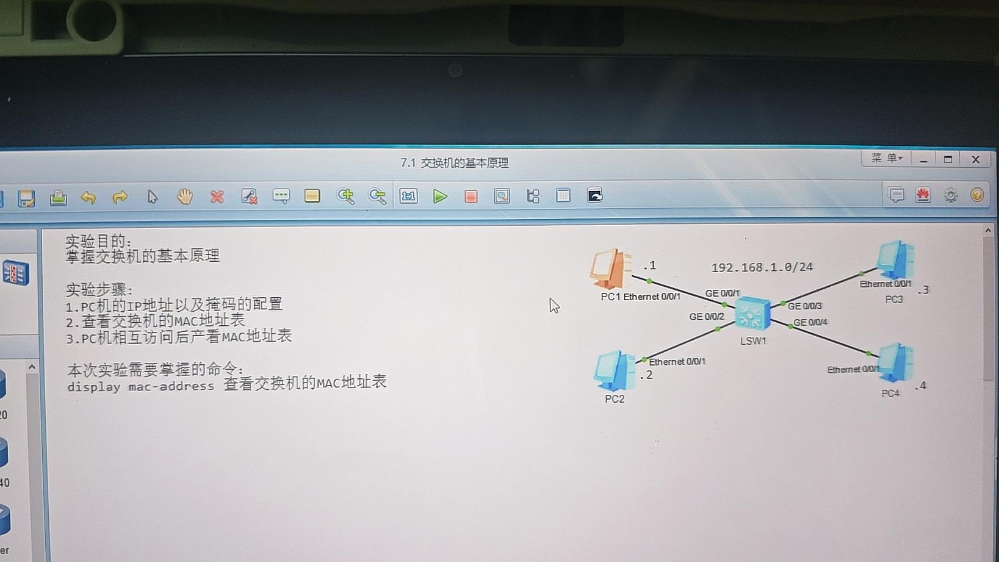 7.1 交换机的基本原理
菜 单
1:1
实验目的:
掌握交换机的基本原理
实验步骤:
1.PC机的IP地址以及掩码的配置
2.查看交换机的MAC地址表
3.PC机相互访问后产看MAC地址表
本次实验需要掌握的命令:
display mac-address 查看交换机的MAC地址表
.1
192.168.1.0/24
PC1 Ethernet 0/0/1
GE 0/0/1
Ethernet 0/0/1
.3
PC3
GE 0/0/2
GE 0/0/3
GE 0/0/4
LSW1
Ethernet 0/0/1
.2
PC2
Ethernet 0/0/1
.4
PC4
20
40
er